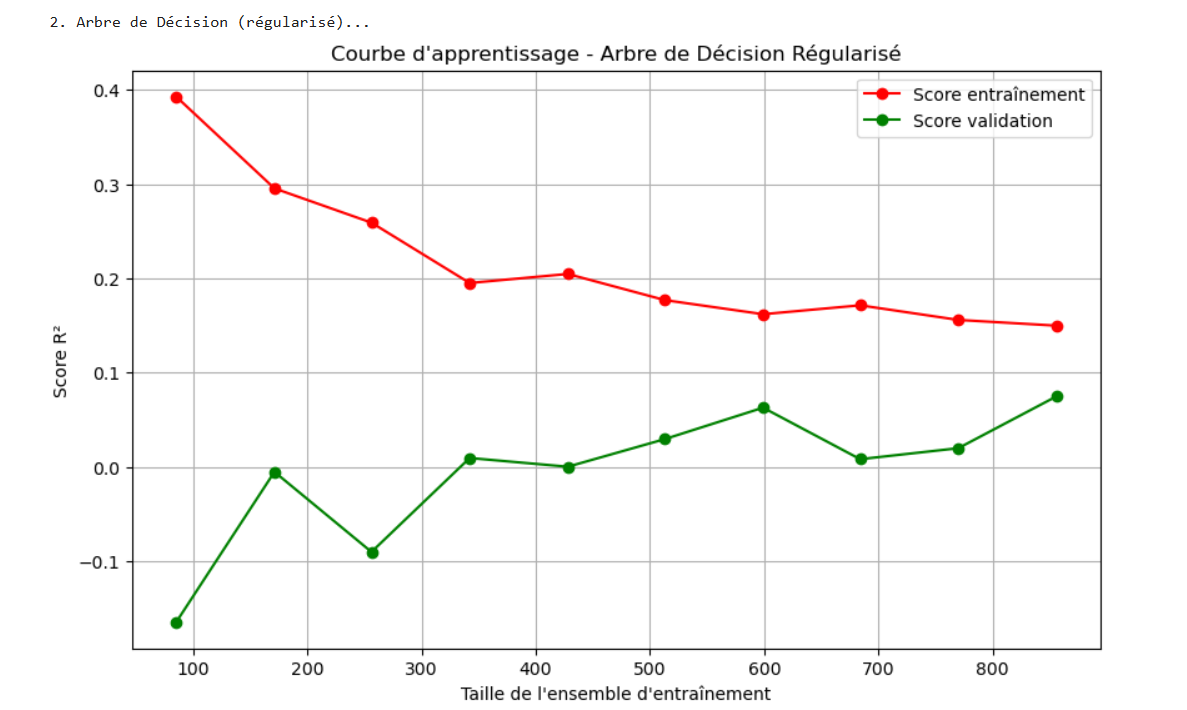 2. Arbre de Décision (régularisé)...
Courbe d'apprentissage - Arbre de Décision Régularisé
Score entraînement
Score validation
0.4
0.3
0.2
0.1
0.0
−0.1
Score R²
100 200 300 400 500 600 700 800
Taille de l'ensemble d'entraînement